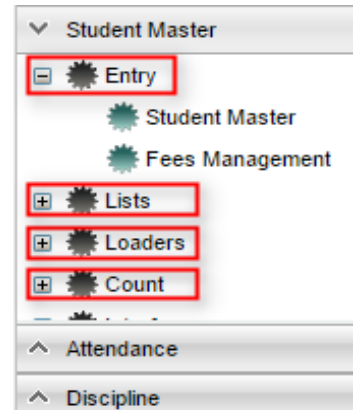 Student Master
Entry
Student Master
Fees Management
Lists
Loaders
Count
Attendance
Discipline